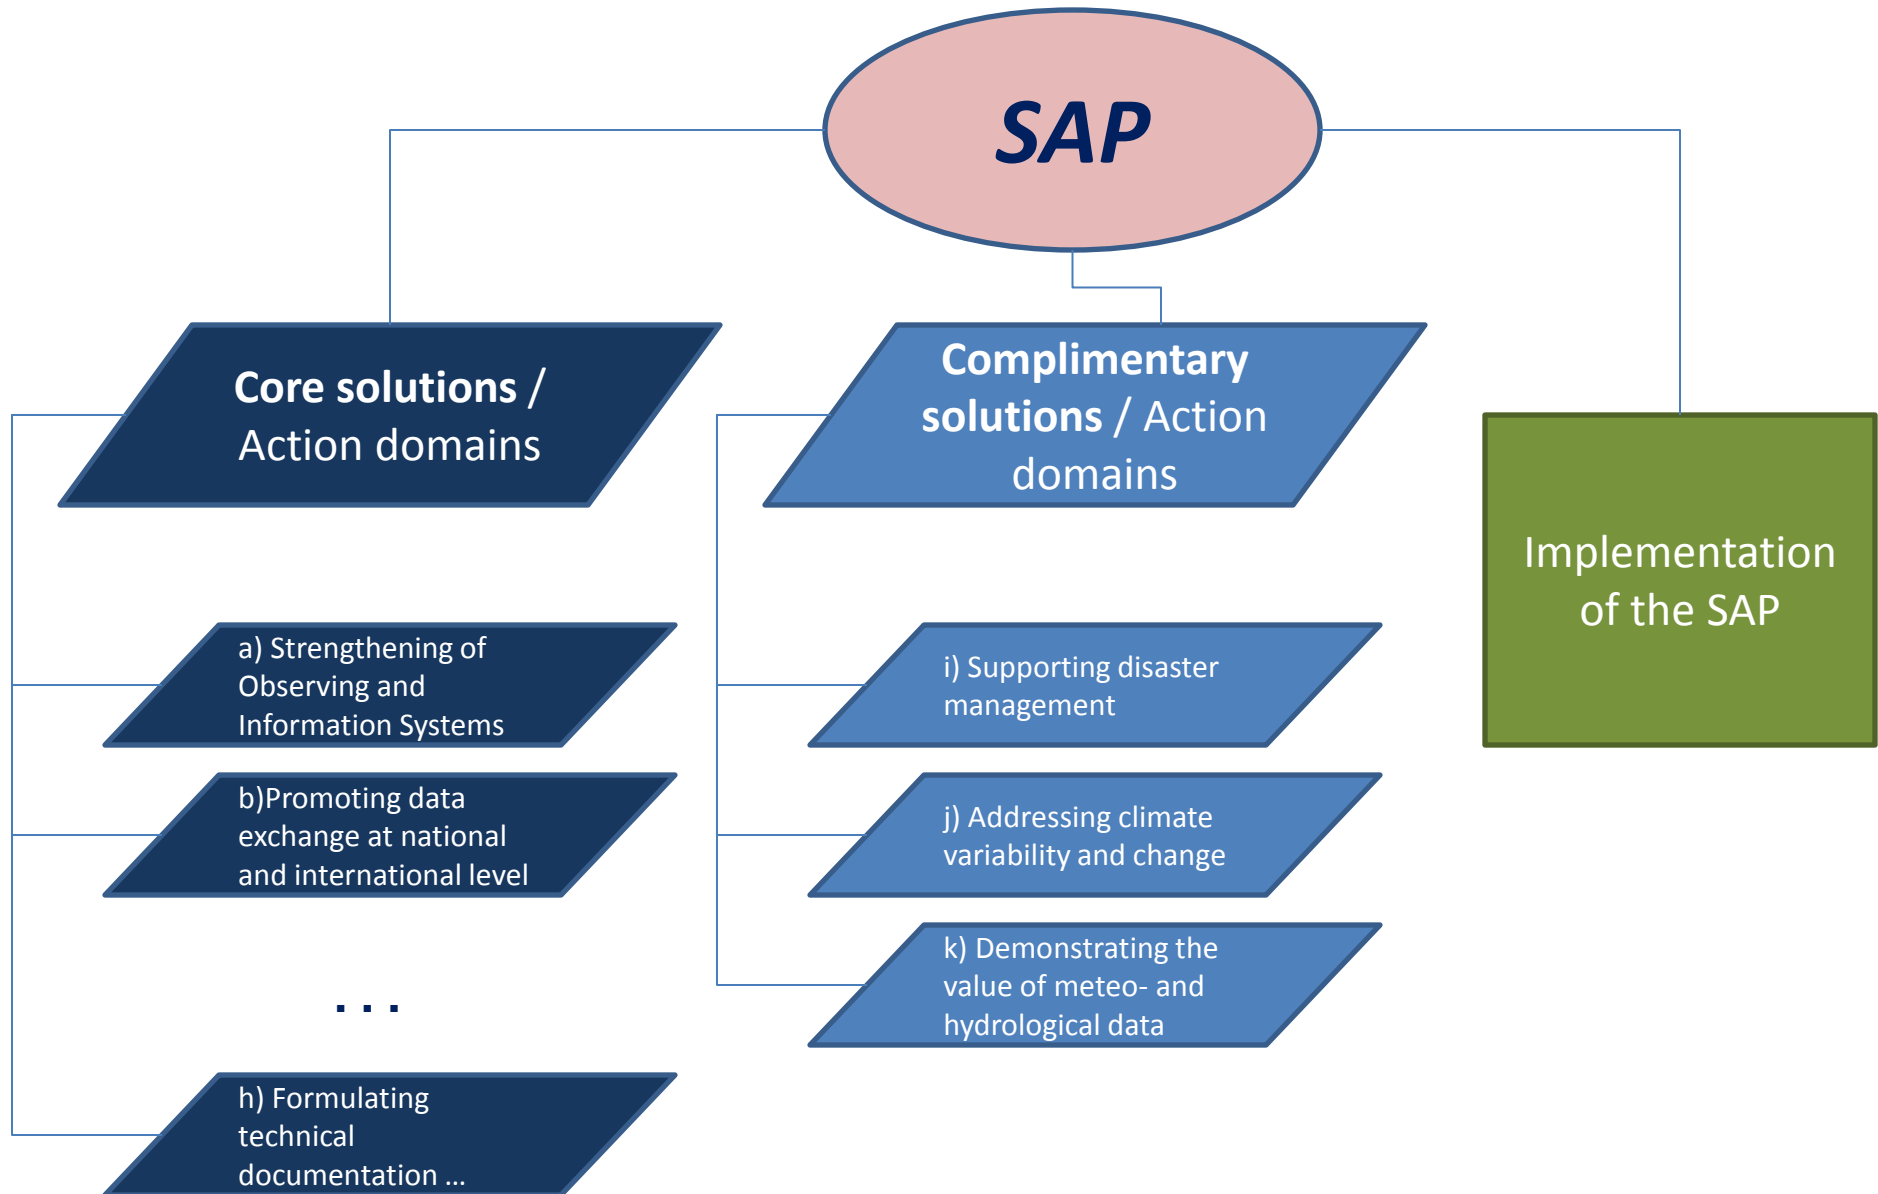 SAP
Core solutions /
Action domains
Complimentary
solutions / Action
domains
Implementation
of the SAP
a) Strengthening of
Observing and
Information Systems
b)Promoting data
exchange at national
and international level
. . .
h) Formulating
technical
documentation ...
i) Supporting disaster
management
j) Addressing climate
variability and change
k) Demonstrating the
value of meteo- and
hydrological data